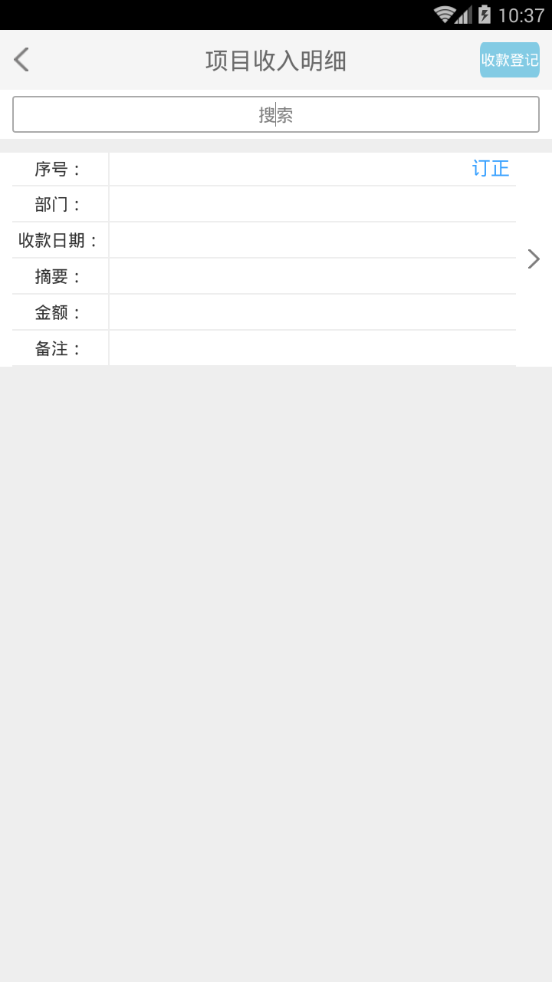 10:37
项目收入明细
收款登记
搜索
序号：
订正
部门：
收款日期：
摘要：
金额：
备注：